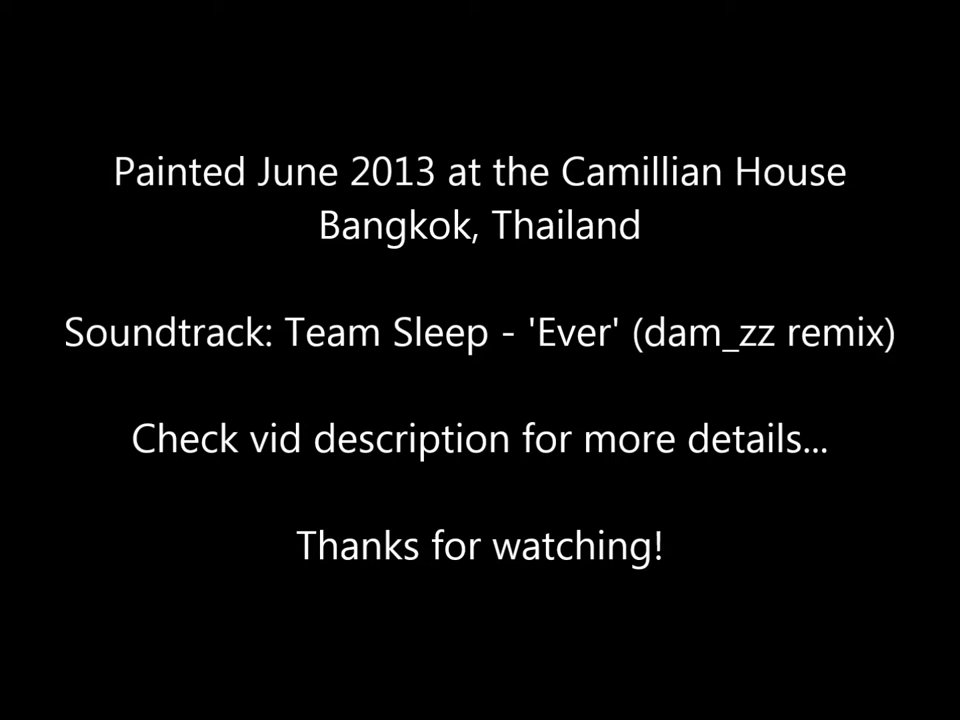 Painted June 2013 at the Camillian House
Bangkok, Thailand
Soundtrack: Team Sleep - 'Ever' (dam_zz remix)
Check vid description for more details...
Thanks for watching!